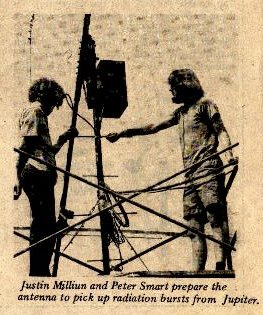 Justin Milliun and Peter Smart prepare the
antenna to pick up radiation bursts from Jupiter.